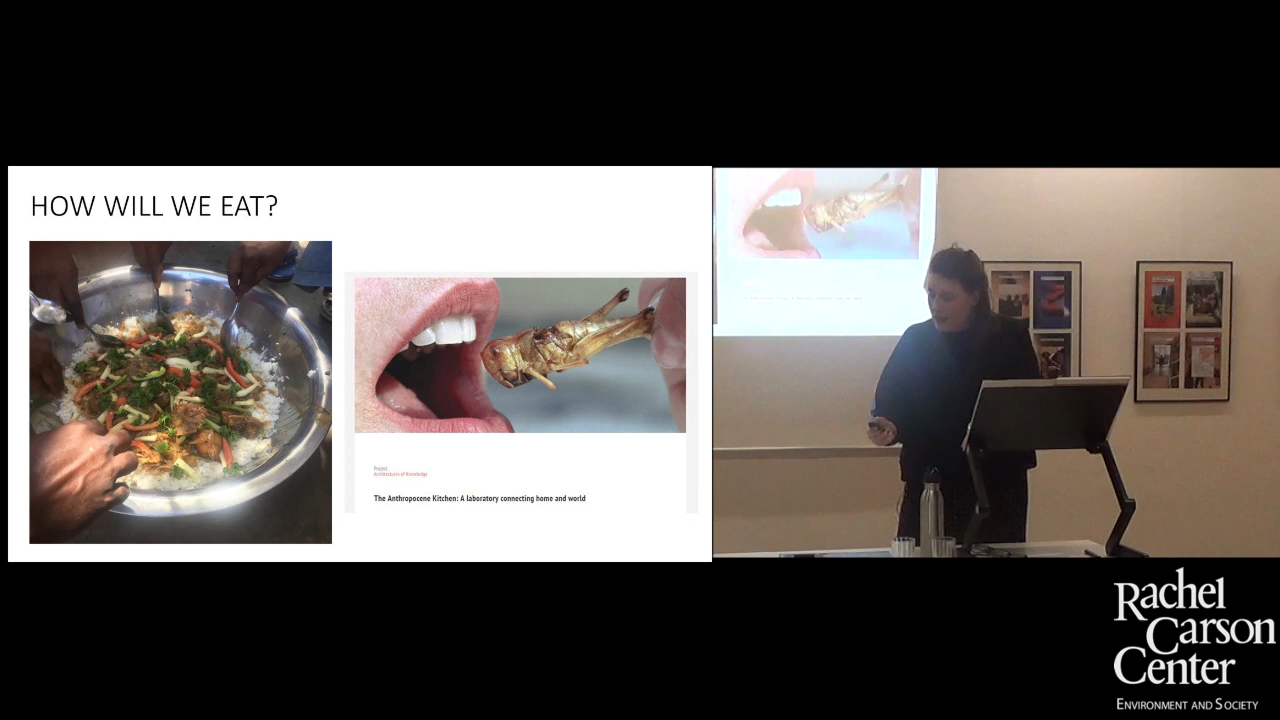 HOW WILL WE EAT?
Project
Architectures of Knowledge
The Anthropocene Kitchen: A laboratory connecting home and world
Rachel
Carson
Center
ENVIRONMENT AND SOCIETY